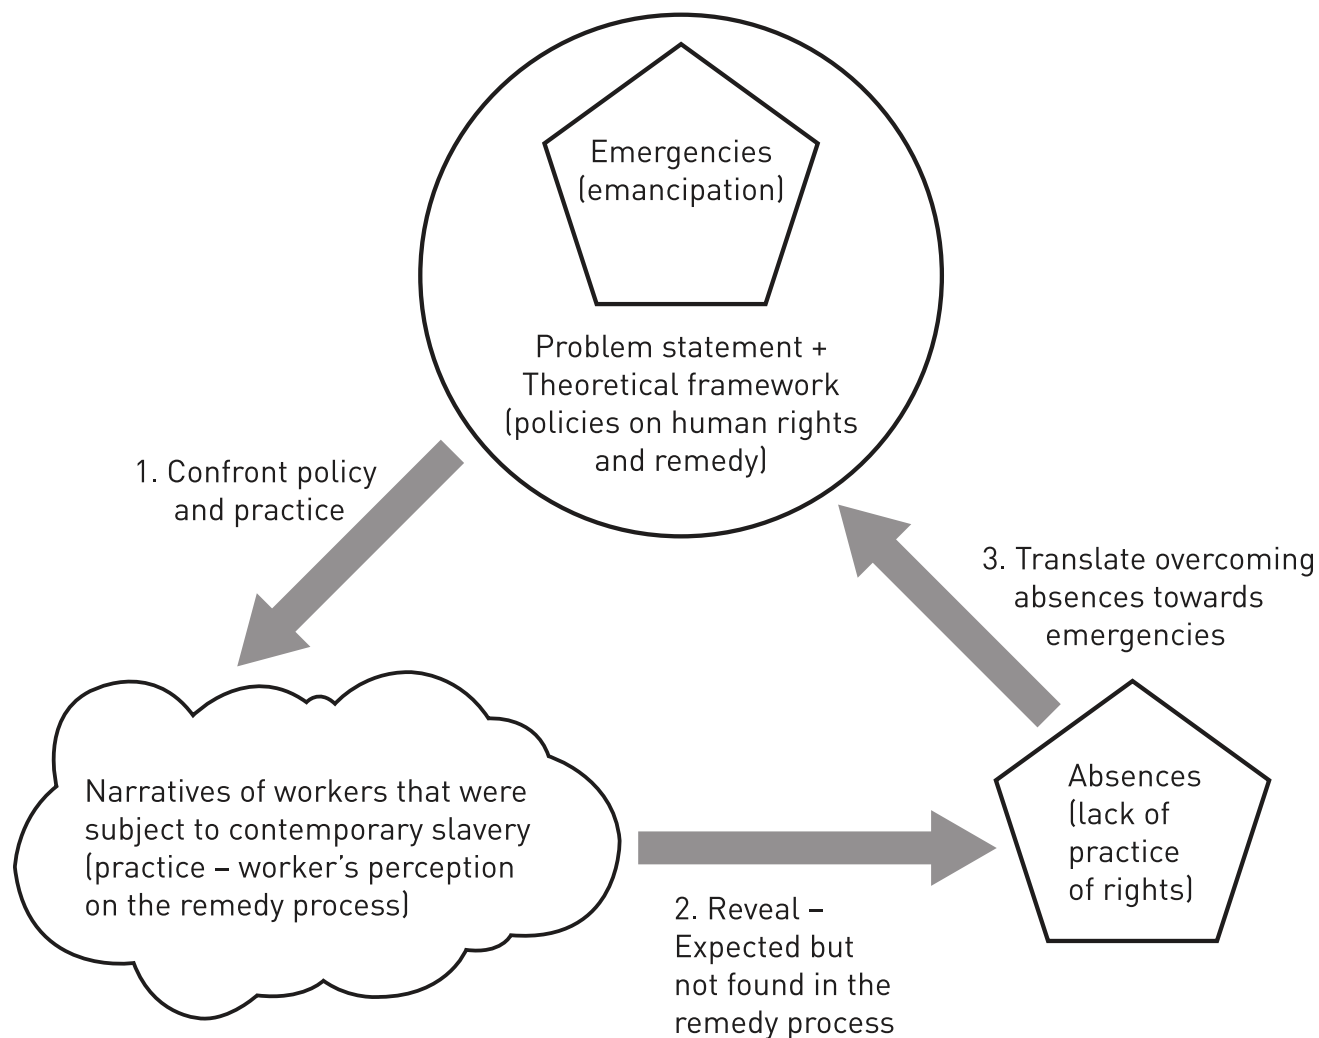 Emergencies
(emancipation)
Problem statement +
Theoretical framework
(policies on human rights
and remedy)
1. Confront policy
and practice
3. Translate overcoming
absences towards
emergencies
Narratives of workers that were
subject to contemporary slavery
(practice – worker’s perception
on the remedy process)
Absences
(lack of
practice
of rights)
2. Reveal –
Expected but
not found in the
remedy process